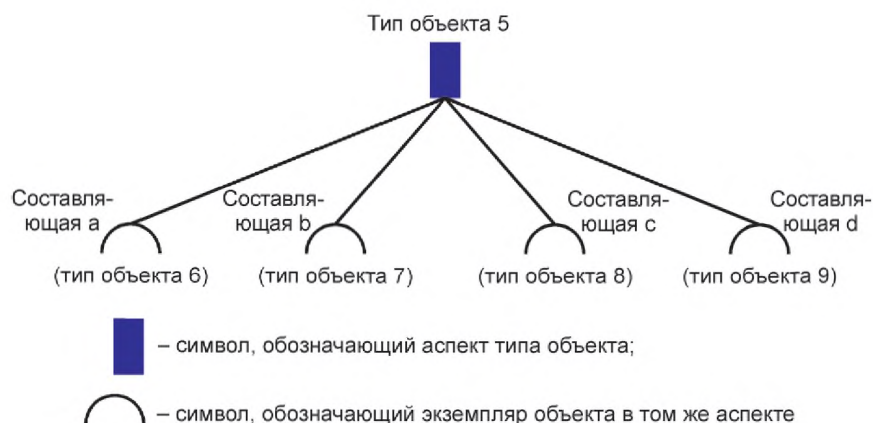 Тип объекта 5
Составля-
ющая a
Составля-
ющая b
Составля-
ющая c
Составля-
ющая d
(тип объекта 6)
(тип объекта 7)
(тип объекта 8)
(тип объекта 9)
– символ, обозначающий аспект типа объекта;
– символ, обозначающий экземпляр объекта в том же аспекте